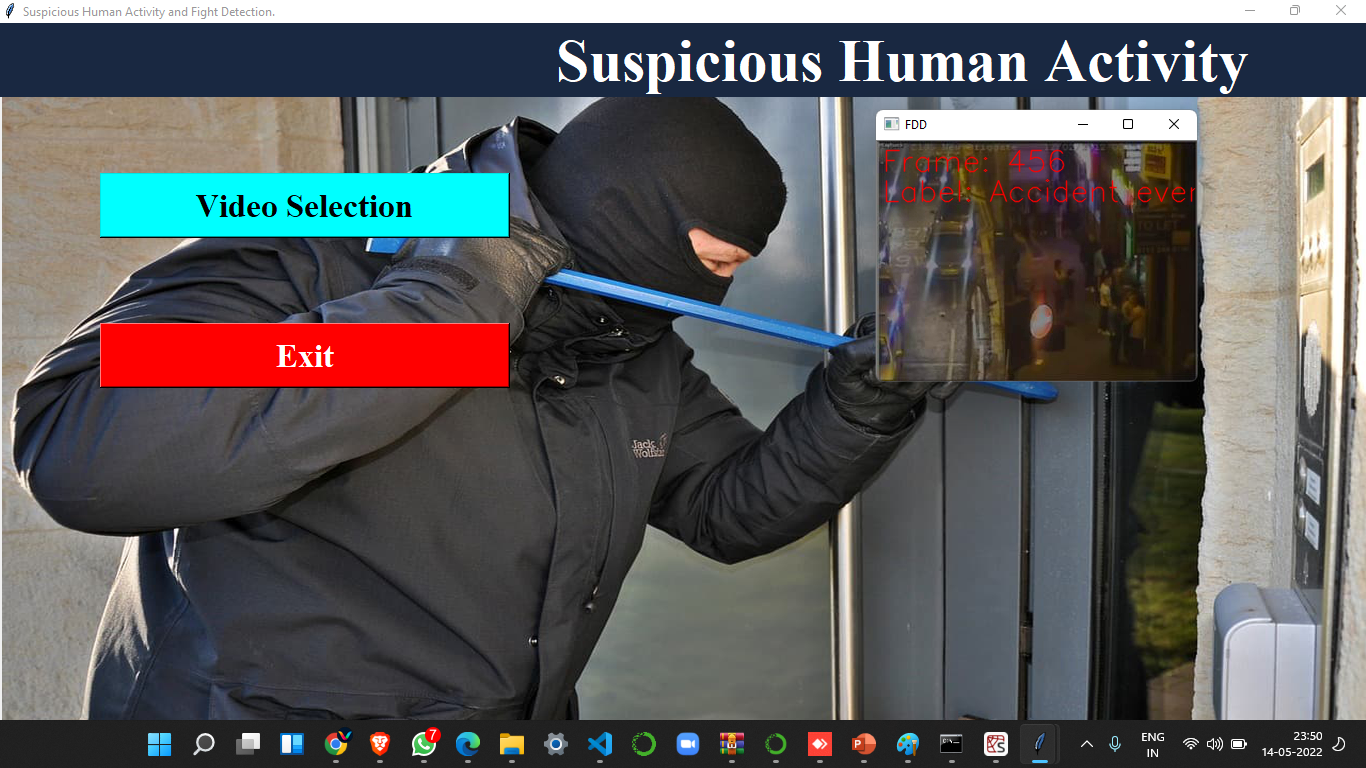 Suspicious Human Activity and Fight Detection.
Suspicious Human Activity
FDD
Frame: 456
Label: Accident
Video Selection
Exit
Jack
7
ENG
IN
23:50
14-05-2022